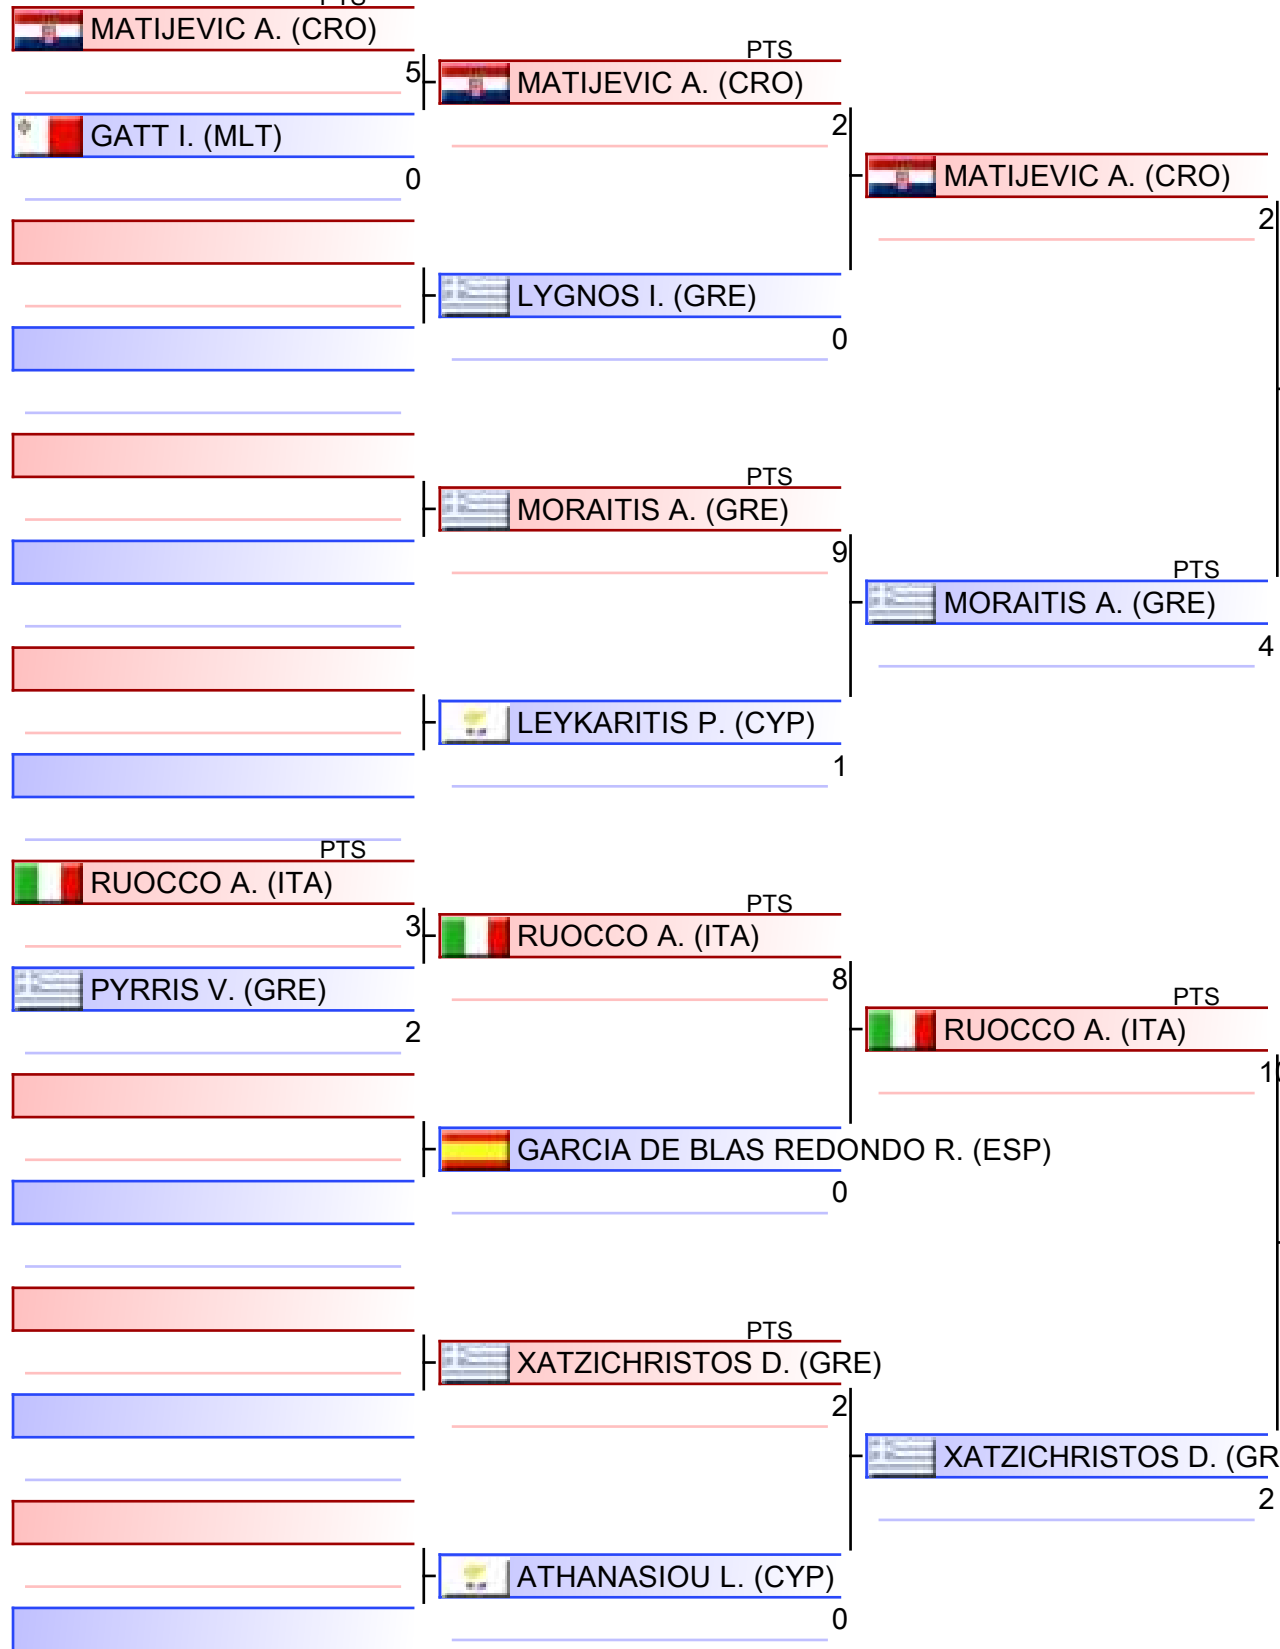 PTS
MATIJEVIC A. (CRO)
5
GATT I. (MLT)
0
PTS
RUOCCO A. (ITA)
3
PYRRIS V. (GRE)
2
PTS
MATIJEVIC A. (CRO)
2
LYGNOS I. (GRE)
0
PTS
MORAITIS A. (GRE)
9
LEYKARITIS P. (CYP)
1
PTS
RUOCCO A. (ITA)
8
GARCIA DE BLAS REDONDO R. (ESP)
0
PTS
XATZICHRISTOS D. (GRE)
2
ATHANASIOU L. (CYP)
0
MATIJEVIC A. (CRO)
2
PTS
MORAITIS A. (GRE)
4
PTS
RUOCCO A. (ITA)
10
XATZICHRISTOS D. (GR
2